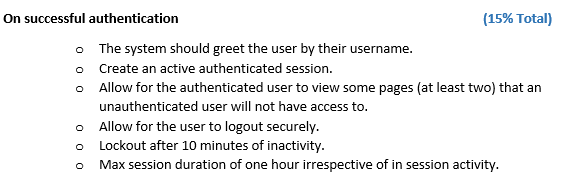 On successful authentication (15% Total)
o The system should greet the user by their username.
o Create an active authenticated session.
o Allow for the authenticated user to view some pages (at least two) that an
unauthenticated user will not have access to.
o Allow for the user to logout securely.
o Lockout after 10 minutes of inactivity.
o Max session duration of one hour irrespective of in session activity.